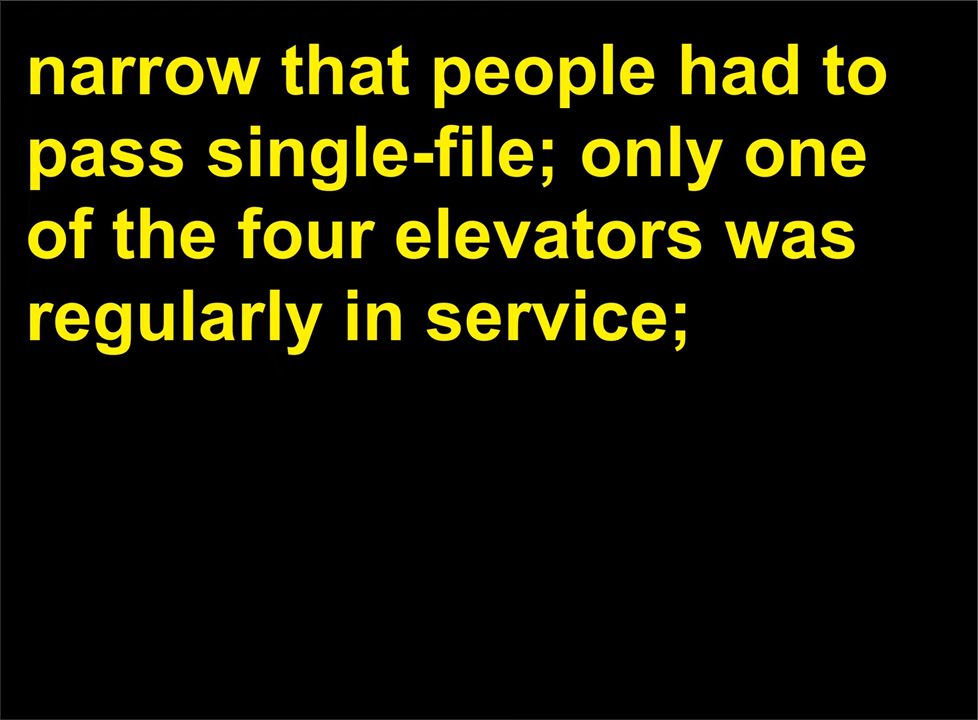 narrow that people had to
pass single-file; only one
of the four elevators was
regularly in service;